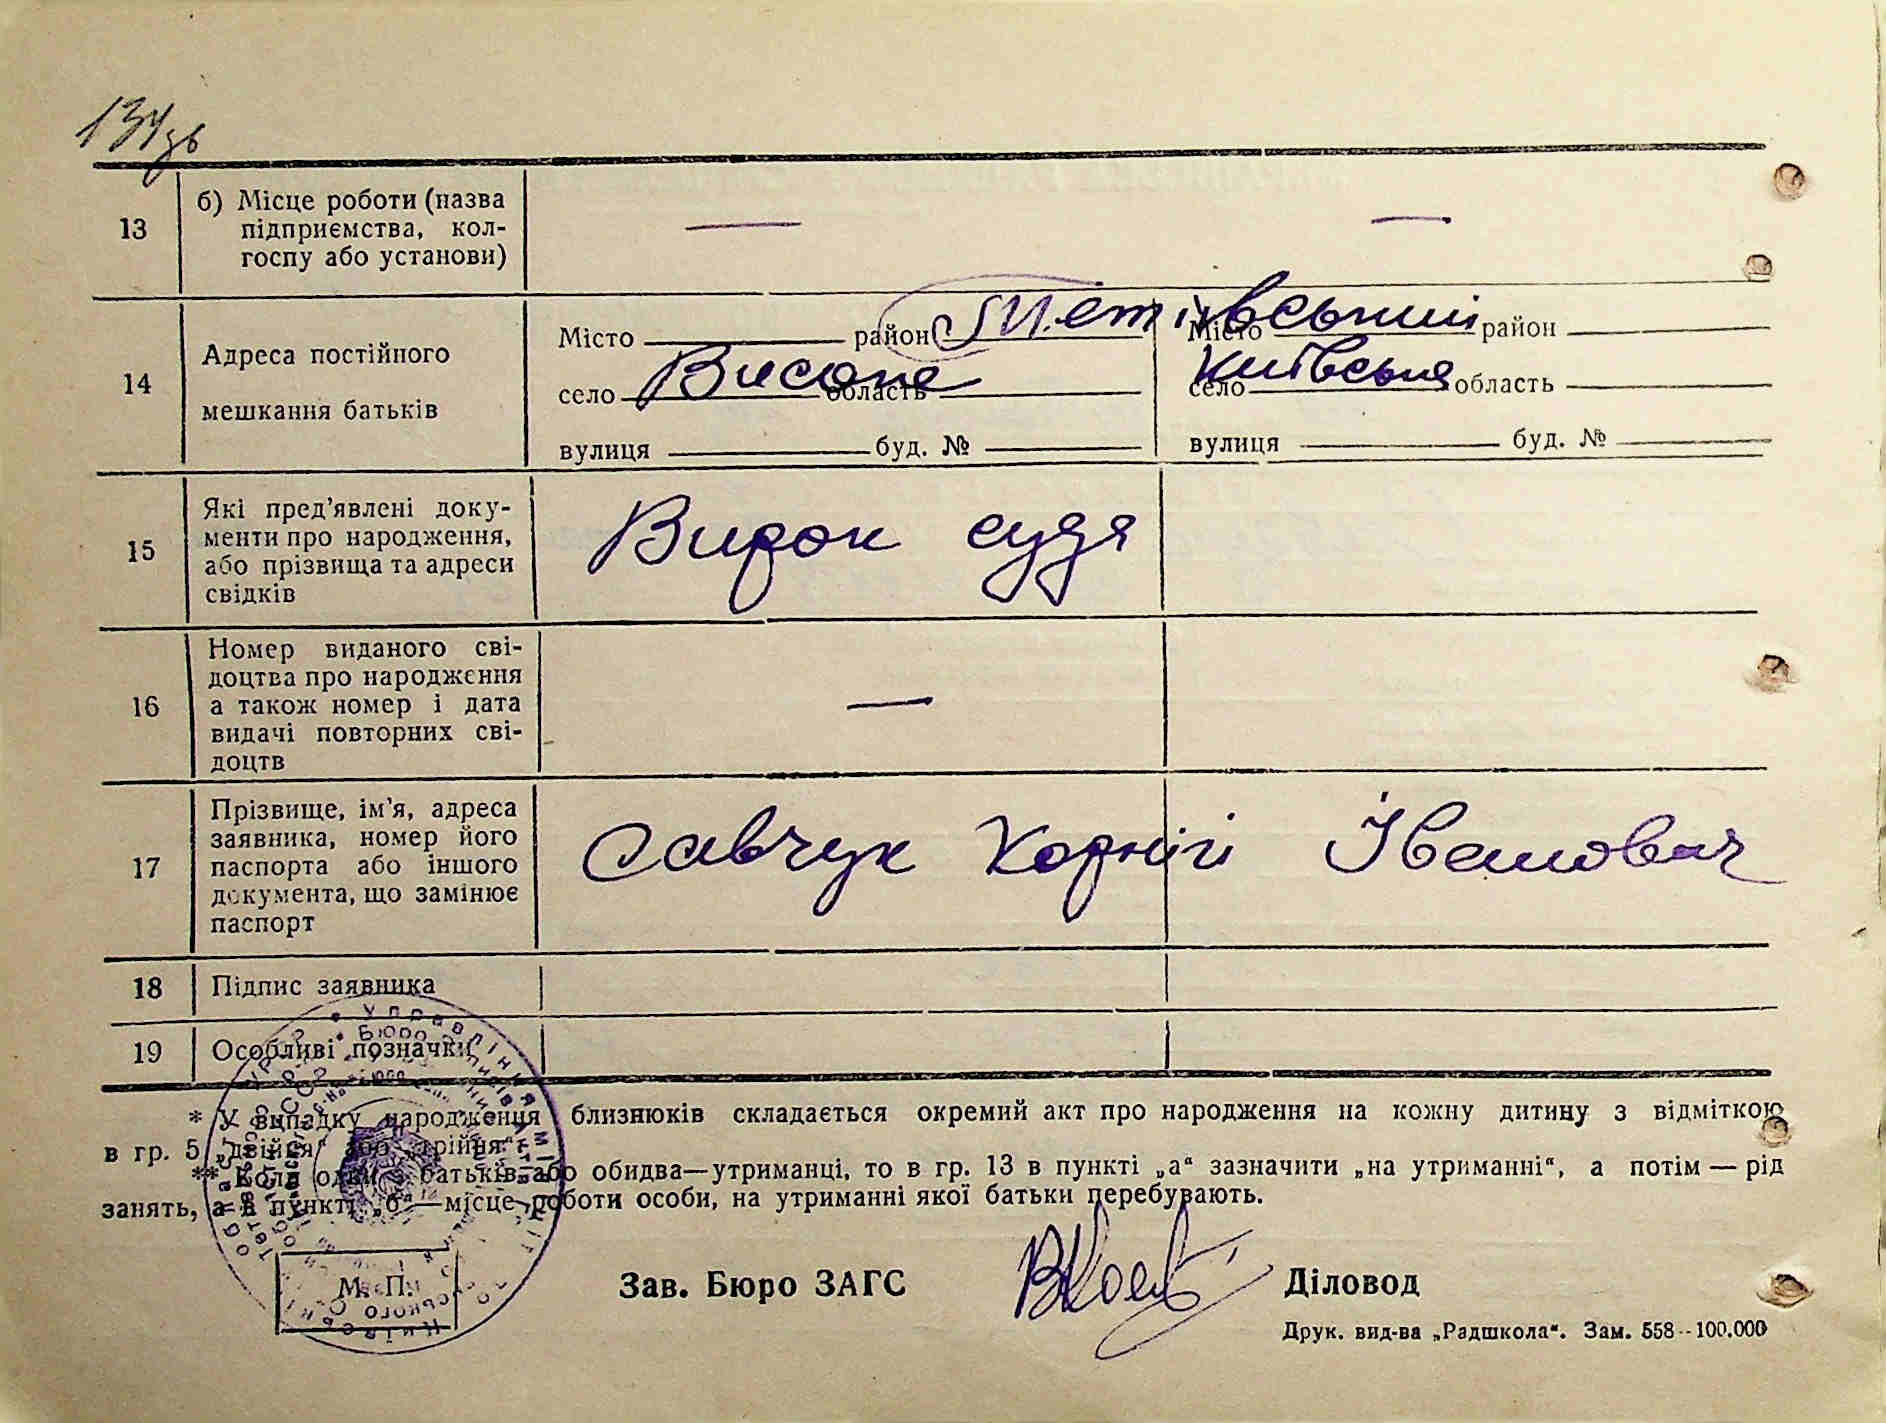 134зв
13
б) Місце роботи (назва
підприємства, кол-
госпу або установи)
—
—
14
Адреса постійного
мешкання батьків
Місто район Тетіївський Місто район
село Високе область село Київська область
вулиця буд. № вулиця буд. №
15
Які пред’явлені доку-
менти про народження,
або прізвища та адреси
свідків
Вирок суда
16
Номер виданого сві-
доцтва про народження
а також номер і дата
видачі повторних сві-
доцтв
—
17
Прізвище, ім’я, адреса
заявника, номер його
паспорта або іншого
документа, що замінює
паспорт
Савчук Корній Іванович
18
Підпис заявника
19
Особливі позначки
* У випадку народження близнюків складається окремий акт про народження на кожну дитину з відміткою
в гр. 5 „двійня“ або „трійня“.
** Коли один з батьків або обидва—утриманці, то в гр. 13 в пункті „а“ зазначити „на утриманні“, а потім — рід
занять, а в пункті „б“—місце роботи особи, на утриманні якої батьки перебувають.
М. П.
Зав. Бюро ЗАГС
Діловод
Друк. вид-ва „Радшкола“. Зам. 558--100.000